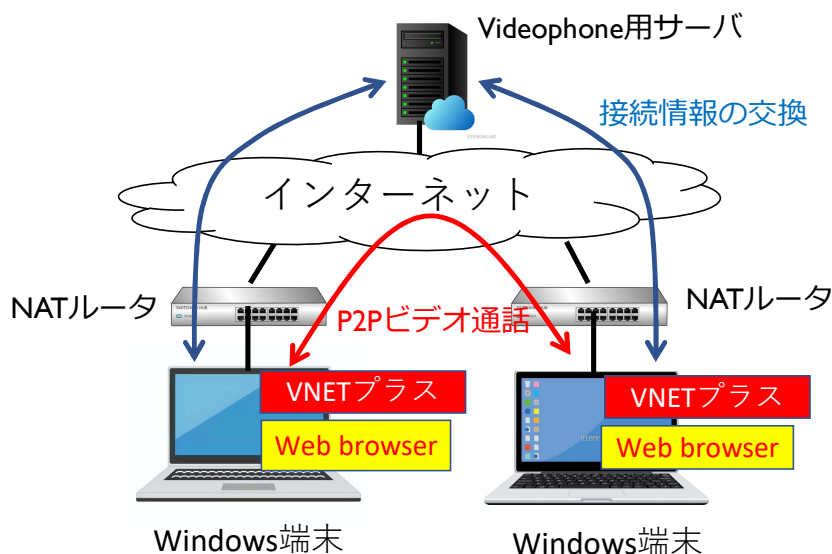 Videophone用サーバ
接続情報の交換
インターネット
NATルータ
NATルータ
P2Pビデオ通話
VNETプラス
Web browser
VNETプラス
Web browser
Windows端末
Windows端末